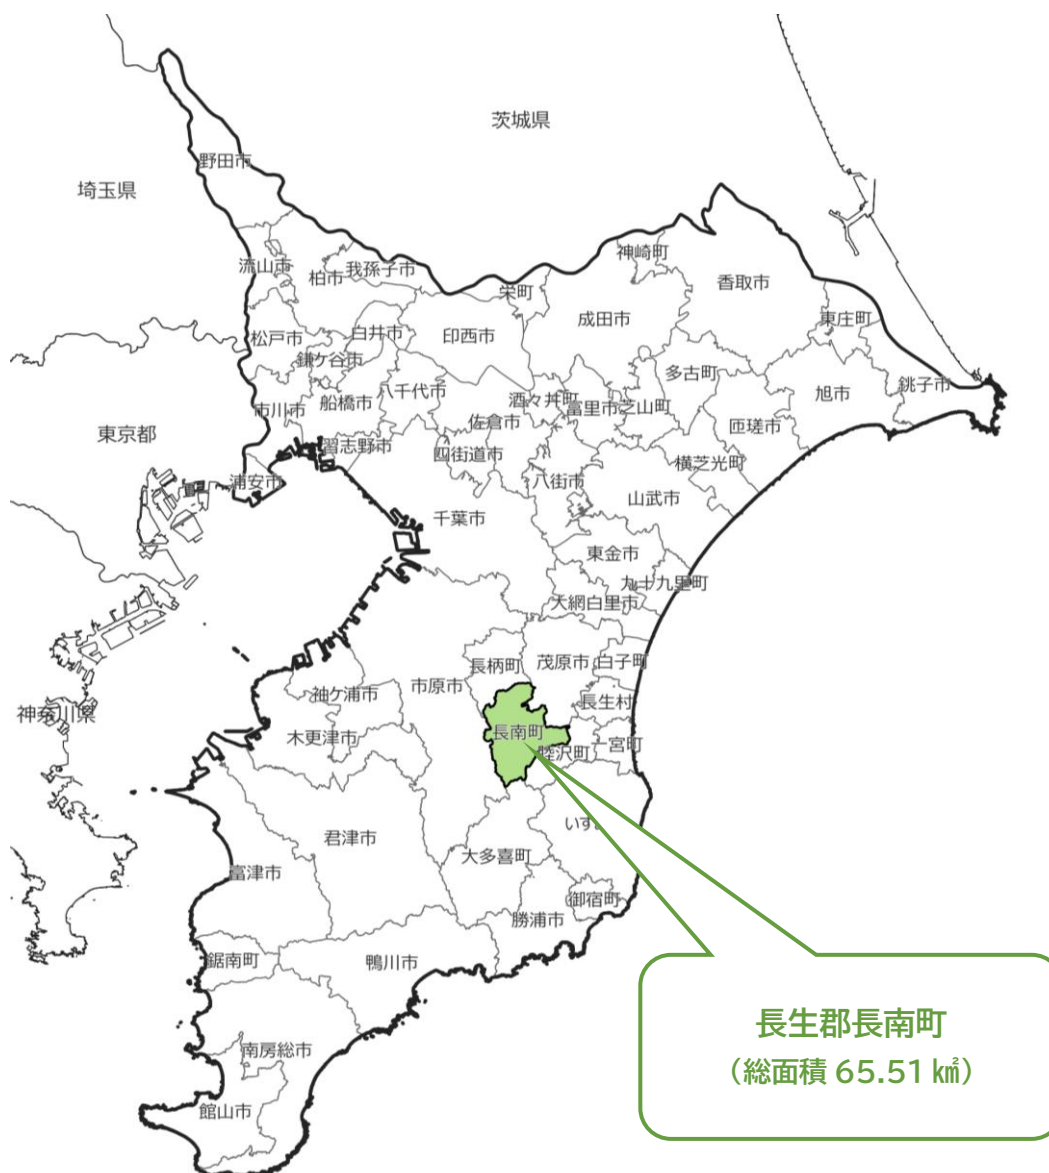 茨城県
野田市
埼玉県
神崎町
流山市
柏市
我孫子市
香取市
栄町
成田市
東庄町
松戸市
白井市
印西市
鎌ケ谷市
多古町
旭市
銚子市
市川市
船橋市
八千代市
酒々井町
富里市
芝山町
佐倉市
匝瑳市
東京都
習志野市
四街道市
横芝光町
浦安市
八街市
山武市
千葉市
東金市
九十九里町
大網白里市
長柄町
茂原市
白子町
市原市
袖ケ浦市
長生村
神奈川県
木更津市
長南町
睦沢町
一宮町
いす
君津市
大多喜町
富津市
御宿町
勝浦市
鋸南町
鴨川市
長生郡長南町
(総面積 65.51 ㎢)
南房総市
館山市